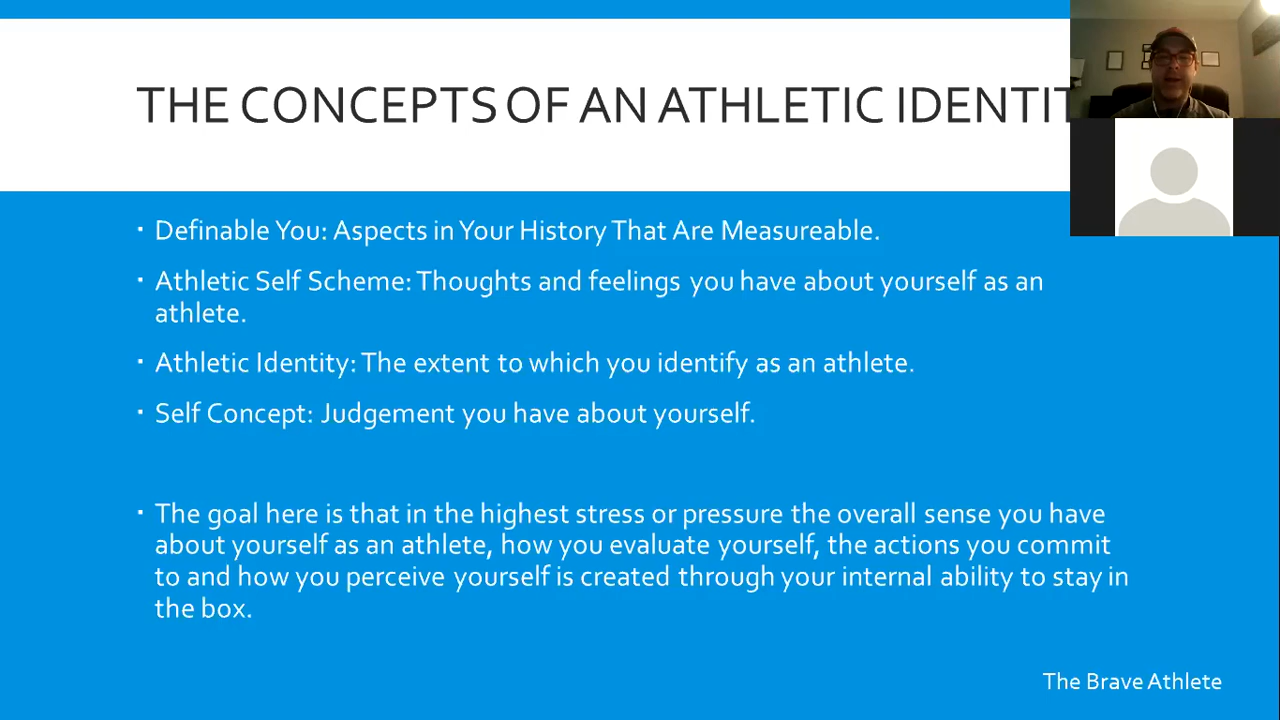 THE CONCEPTS OF AN ATHLETIC IDENTIT
Definable You: Aspects in Your History That Are Measureable.
Athletic Self Scheme: Thoughts and feelings you have about yourself as an
athlete.
Athletic Identity: The extent to which you identify as an athlete.
Self Concept: Judgement you have about yourself.
The goal here is that in the highest stress or pressure the overall sense you have
about yourself as an athlete, how you evaluate yourself, the actions you commit
to and how you perceive yourself is created through your internal ability to stay in
the box.
The Brave Athlete